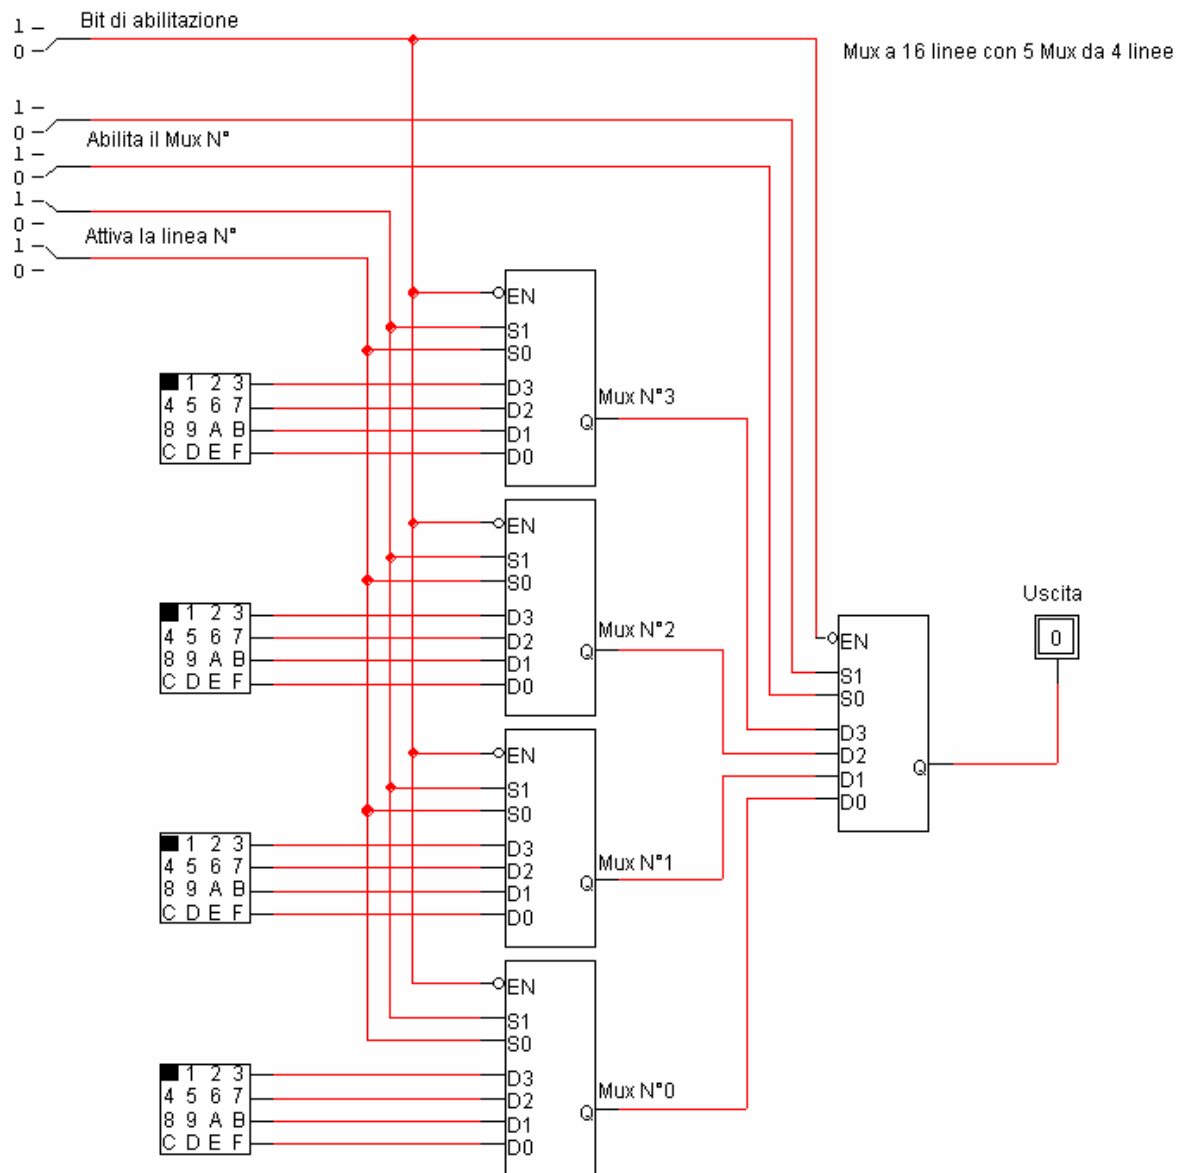 1
Bit di abilitazione
0
Mux a 16 linee con 5 Mux da 4 linee
1
0
Abilita il Mux N°
1
0
1
0
Attiva la linea N°
1
0
EN
S1
S0
D3
D2
D1
D0
Q
Mux N°3
1 2 3
4 5 6 7
8 9 A B
C D E F
EN
S1
S0
D3
D2
D1
D0
Q
Mux N°2
1 2 3
4 5 6 7
8 9 A B
C D E F
EN
S1
S0
D3
D2
D1
D0
Q
Mux N°1
1 2 3
4 5 6 7
8 9 A B
C D E F
EN
S1
S0
D3
D2
D1
D0
Q
Mux N°0
1 2 3
4 5 6 7
8 9 A B
C D E F
EN
S1
S0
D3
D2
D1
D0
Q
Uscita
0